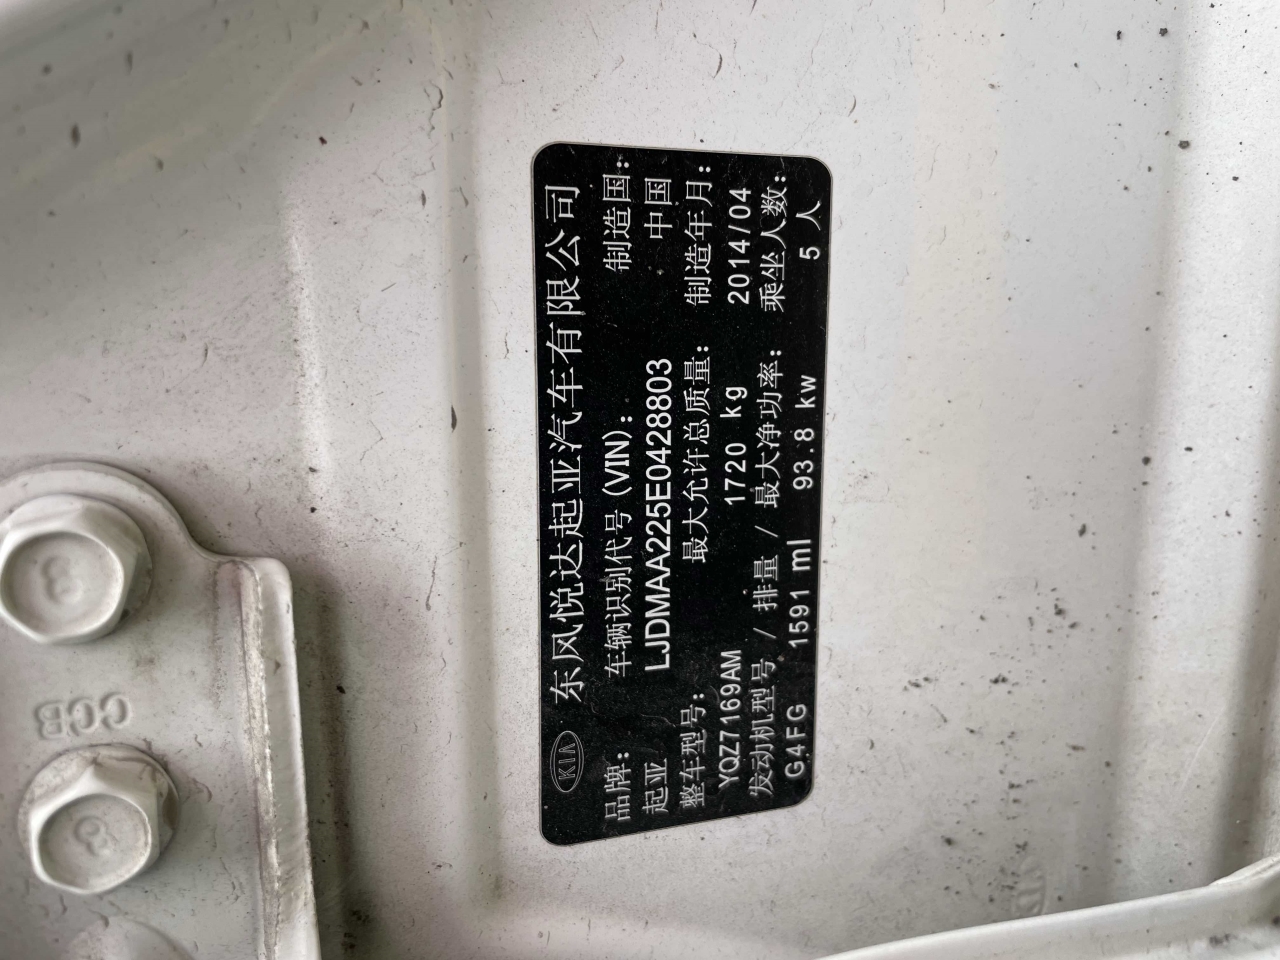 KIA 东风悦达起亚汽车有限公司
品牌: 车辆识别代号 (VIN): 制造国:
起亚 LJDMAA225E0428803 中国
整车型号: 最大允许总质量: 制造年月:
YQZ7169AM 1720 kg 2014/04
发动机型号 / 排量 / 最大净功率: 乘坐人数:
G4FG 1591 ml 93.8 kw 5 人
CCB
3
3